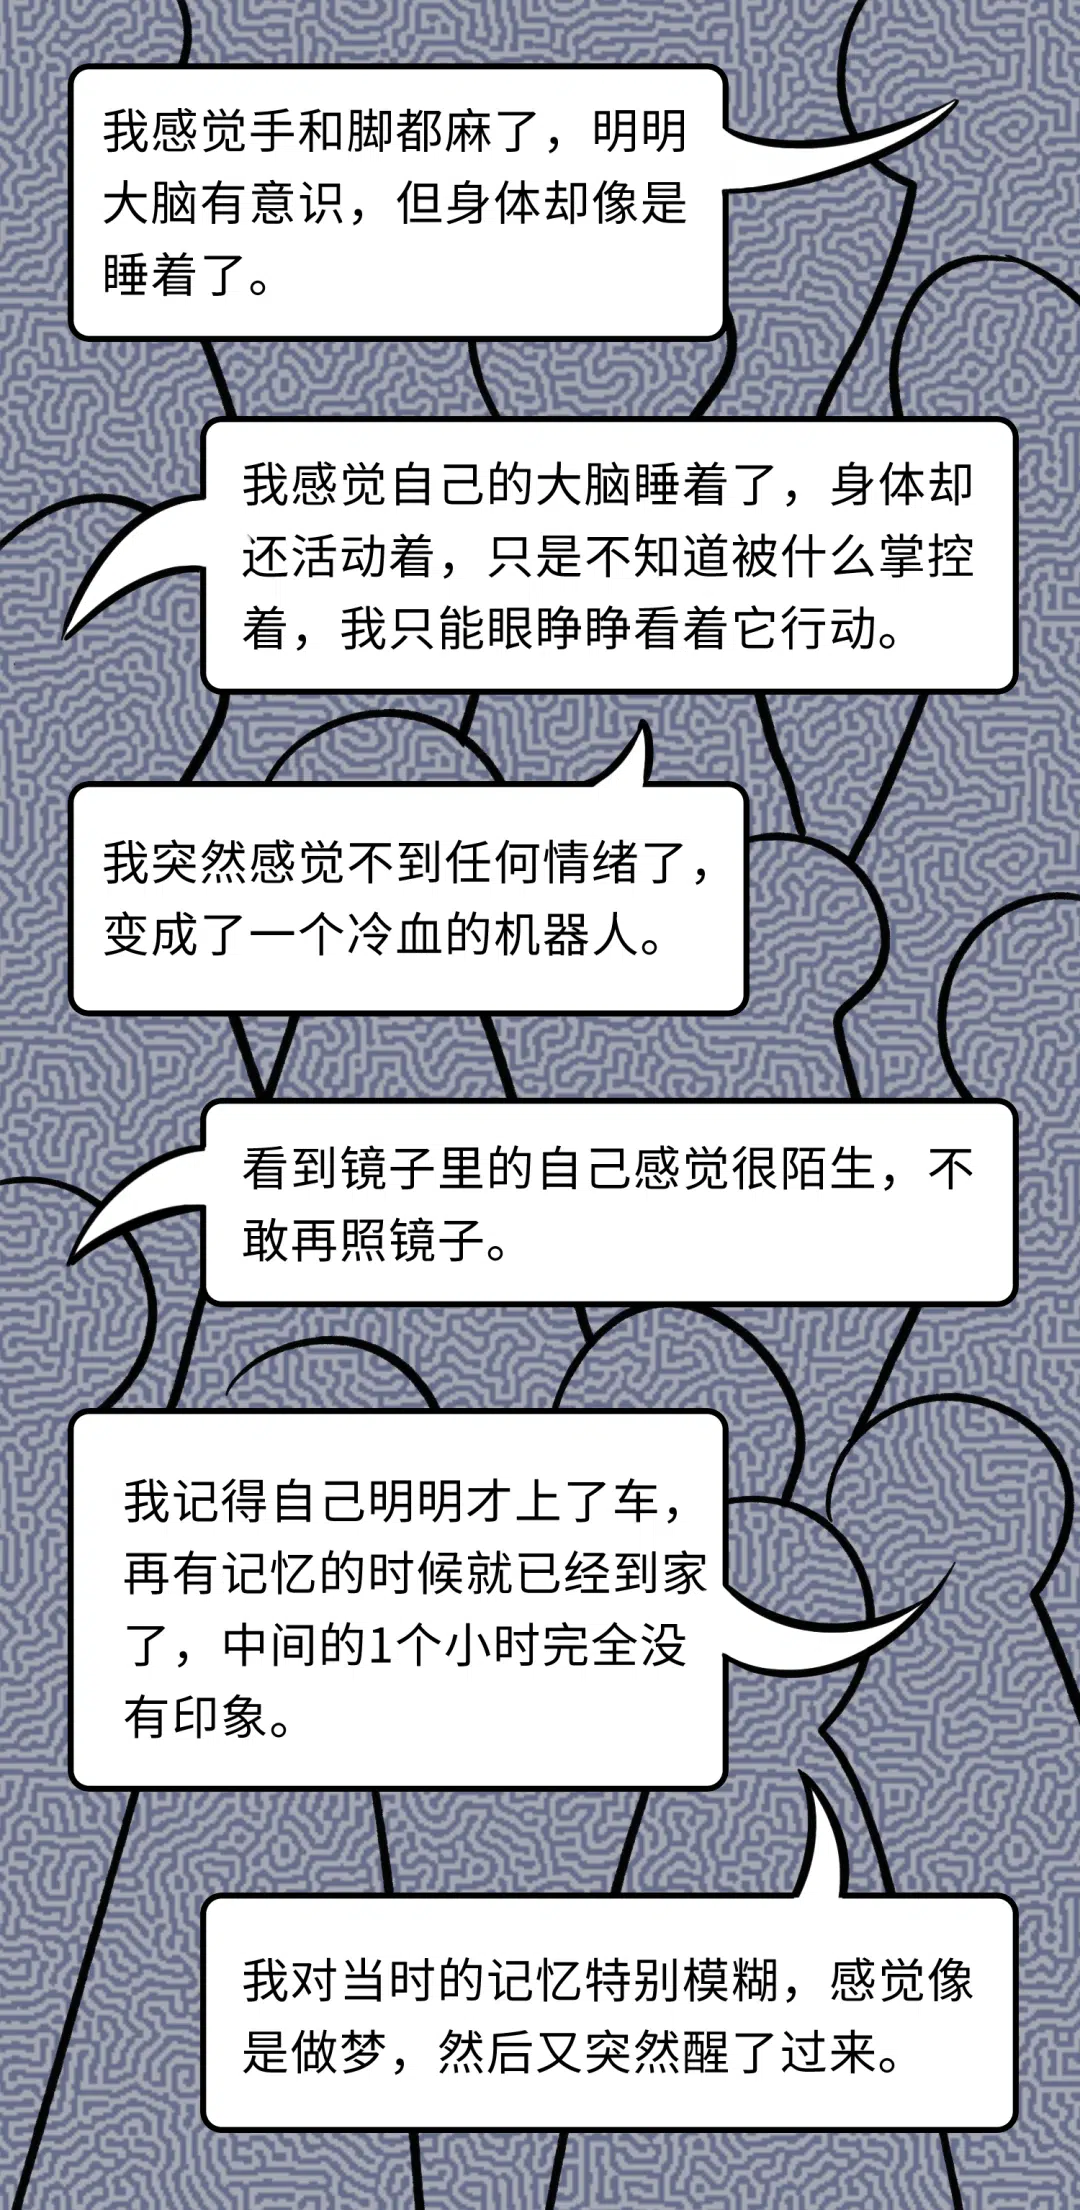 我感觉手和脚都麻了，明明
大脑有意识，但身体却像是
睡着了。
我感觉自己的大脑睡着了，身体却
还活动着，只是不知道被什么掌控
着，我只能眼睁睁看着它行动。
我突然感觉不到任何情绪了，
变成了一个冷血的机器人。
看到镜子里的自己感觉很陌生，不
敢再照镜子。
我记得自己明明才上了车，
再有记忆的时候就已经到家
了，中间的1个小时完全没
有印象。
我对当时的记忆特别模糊，感觉像
是做梦，然后又突然醒了过来。